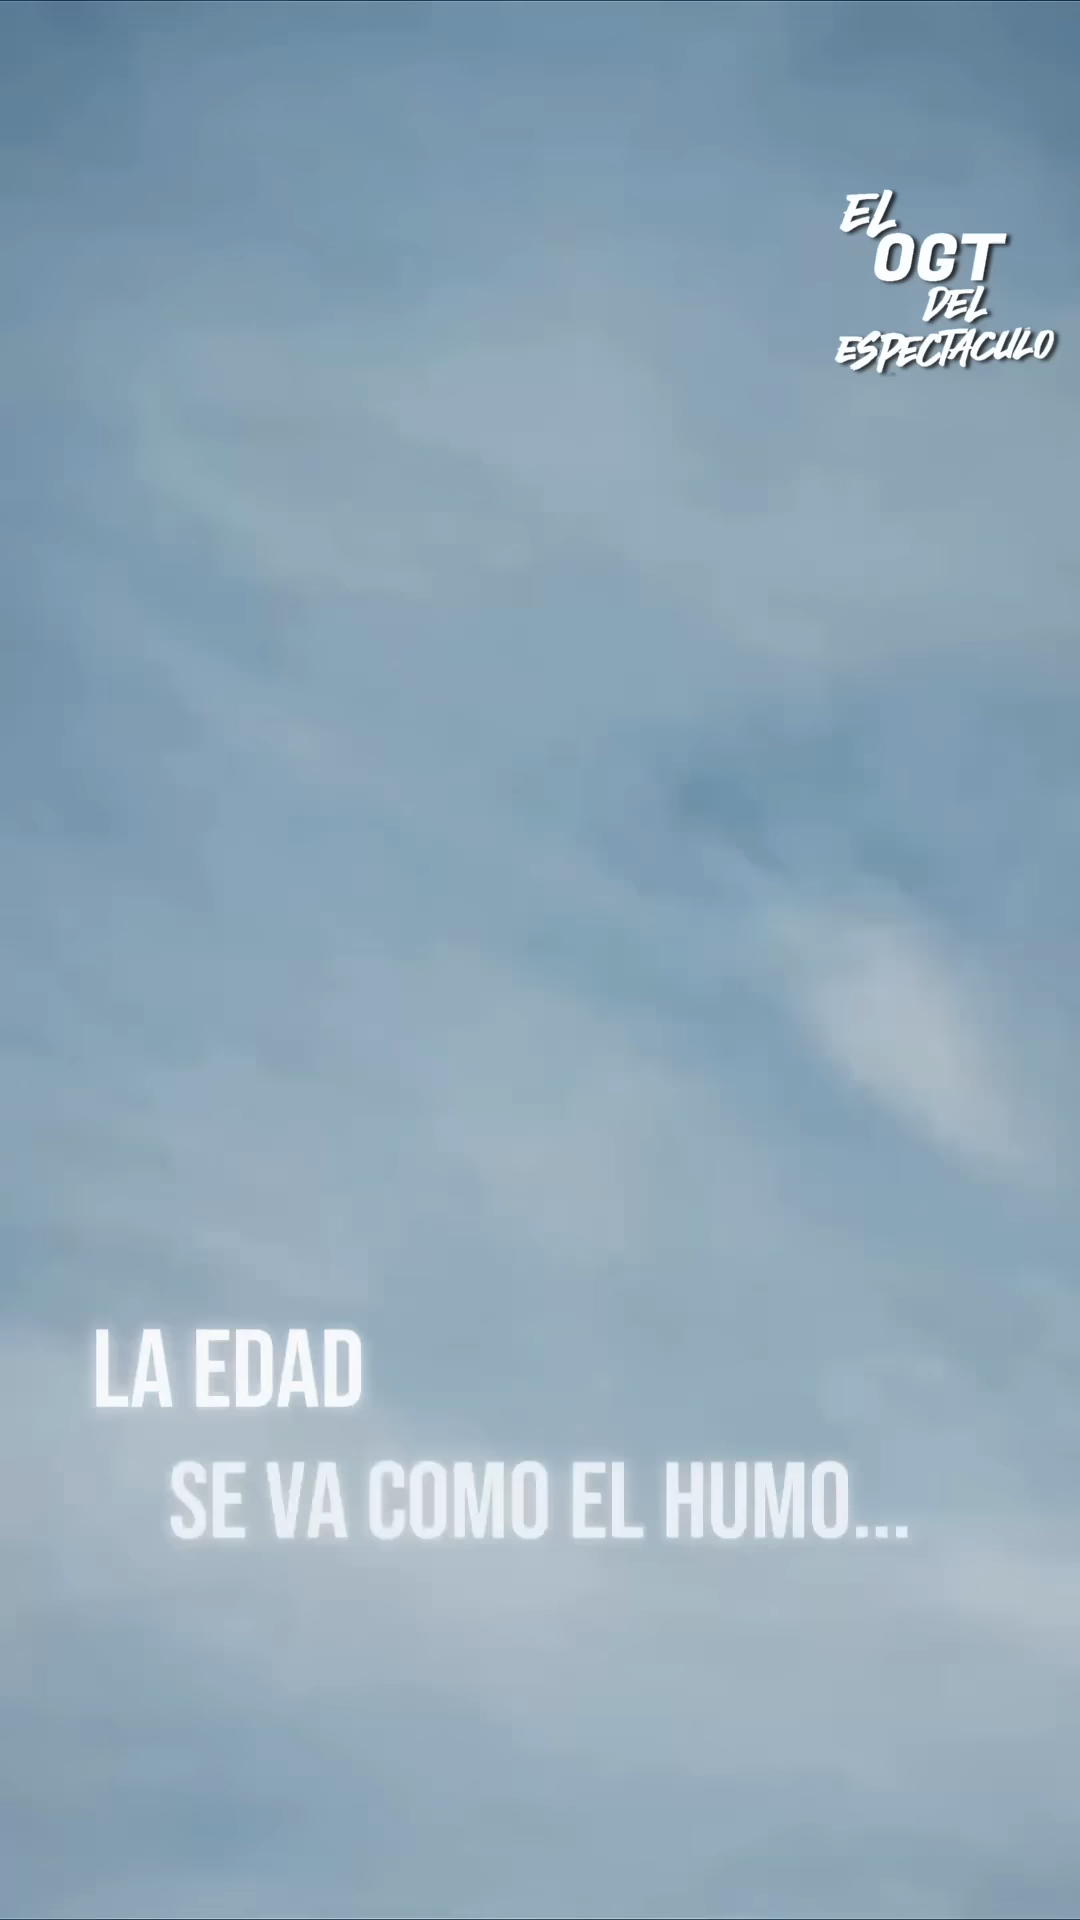 EL
OGT
DEL
ESPECTACULO
LA EDAD
SE VA COMO EL HUMO...